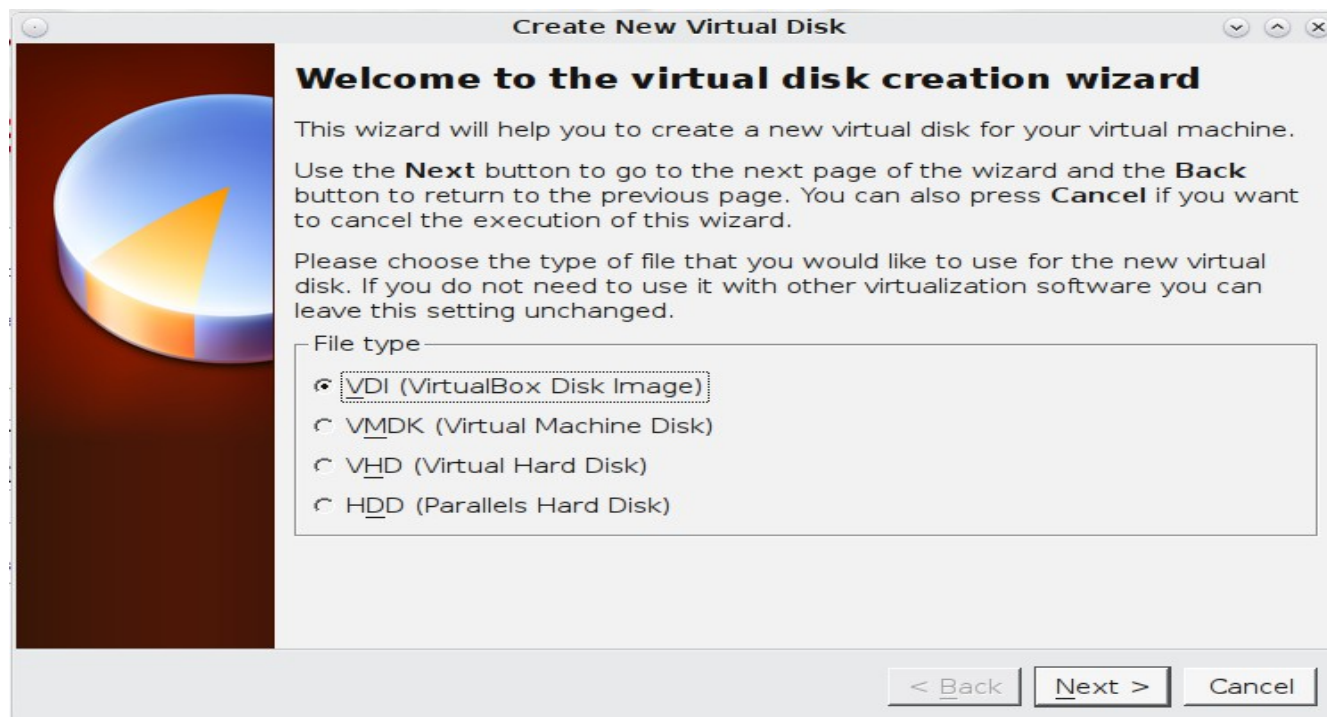 Create New Virtual Disk
Welcome to the virtual disk creation wizard
This wizard will help you to create a new virtual disk for your virtual machine.
Use the Next button to go to the next page of the wizard and the Back
button to return to the previous page. You can also press Cancel if you want
to cancel the execution of this wizard.
Please choose the type of file that you would like to use for the new virtual
disk. If you do not need to use it with other virtualization software you can
leave this setting unchanged.
File type
VDI (VirtualBox Disk Image)
VMDK (Virtual Machine Disk)
VHD (Virtual Hard Disk)
HDD (Parallels Hard Disk)
< Back Next > Cancel